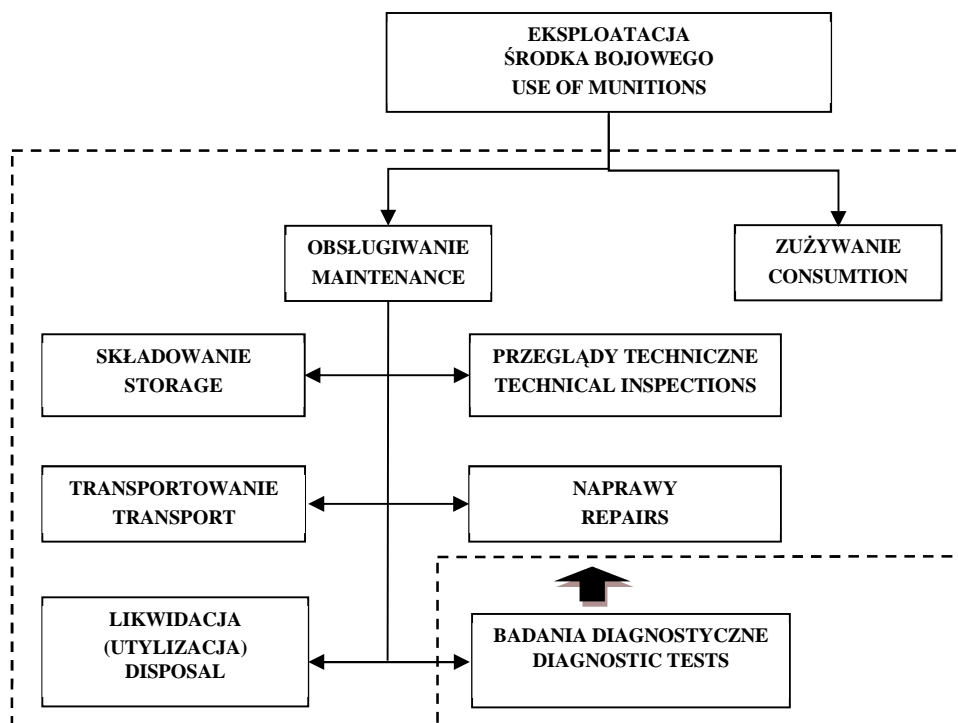 EKSPLOATACJA
ŚRODKA BOJOWEGO
USE OF MUNITIONS
OBSŁUGIWANIE
MAINTENANCE
ZUŻYWANIE
CONSUMTION
SKŁADOWANIE
STORAGE
PRZEGLĄDY TECHNICZNE
TECHNICAL INSPECTIONS
TRANSPORTOWANIE
TRANSPORT
NAPRAWY
REPAIRS
LIKWIDACJA
(UTYLIZACJA)
DISPOSAL
BADANIA DIAGNOSTYCZNE
DIAGNOSTIC TESTS